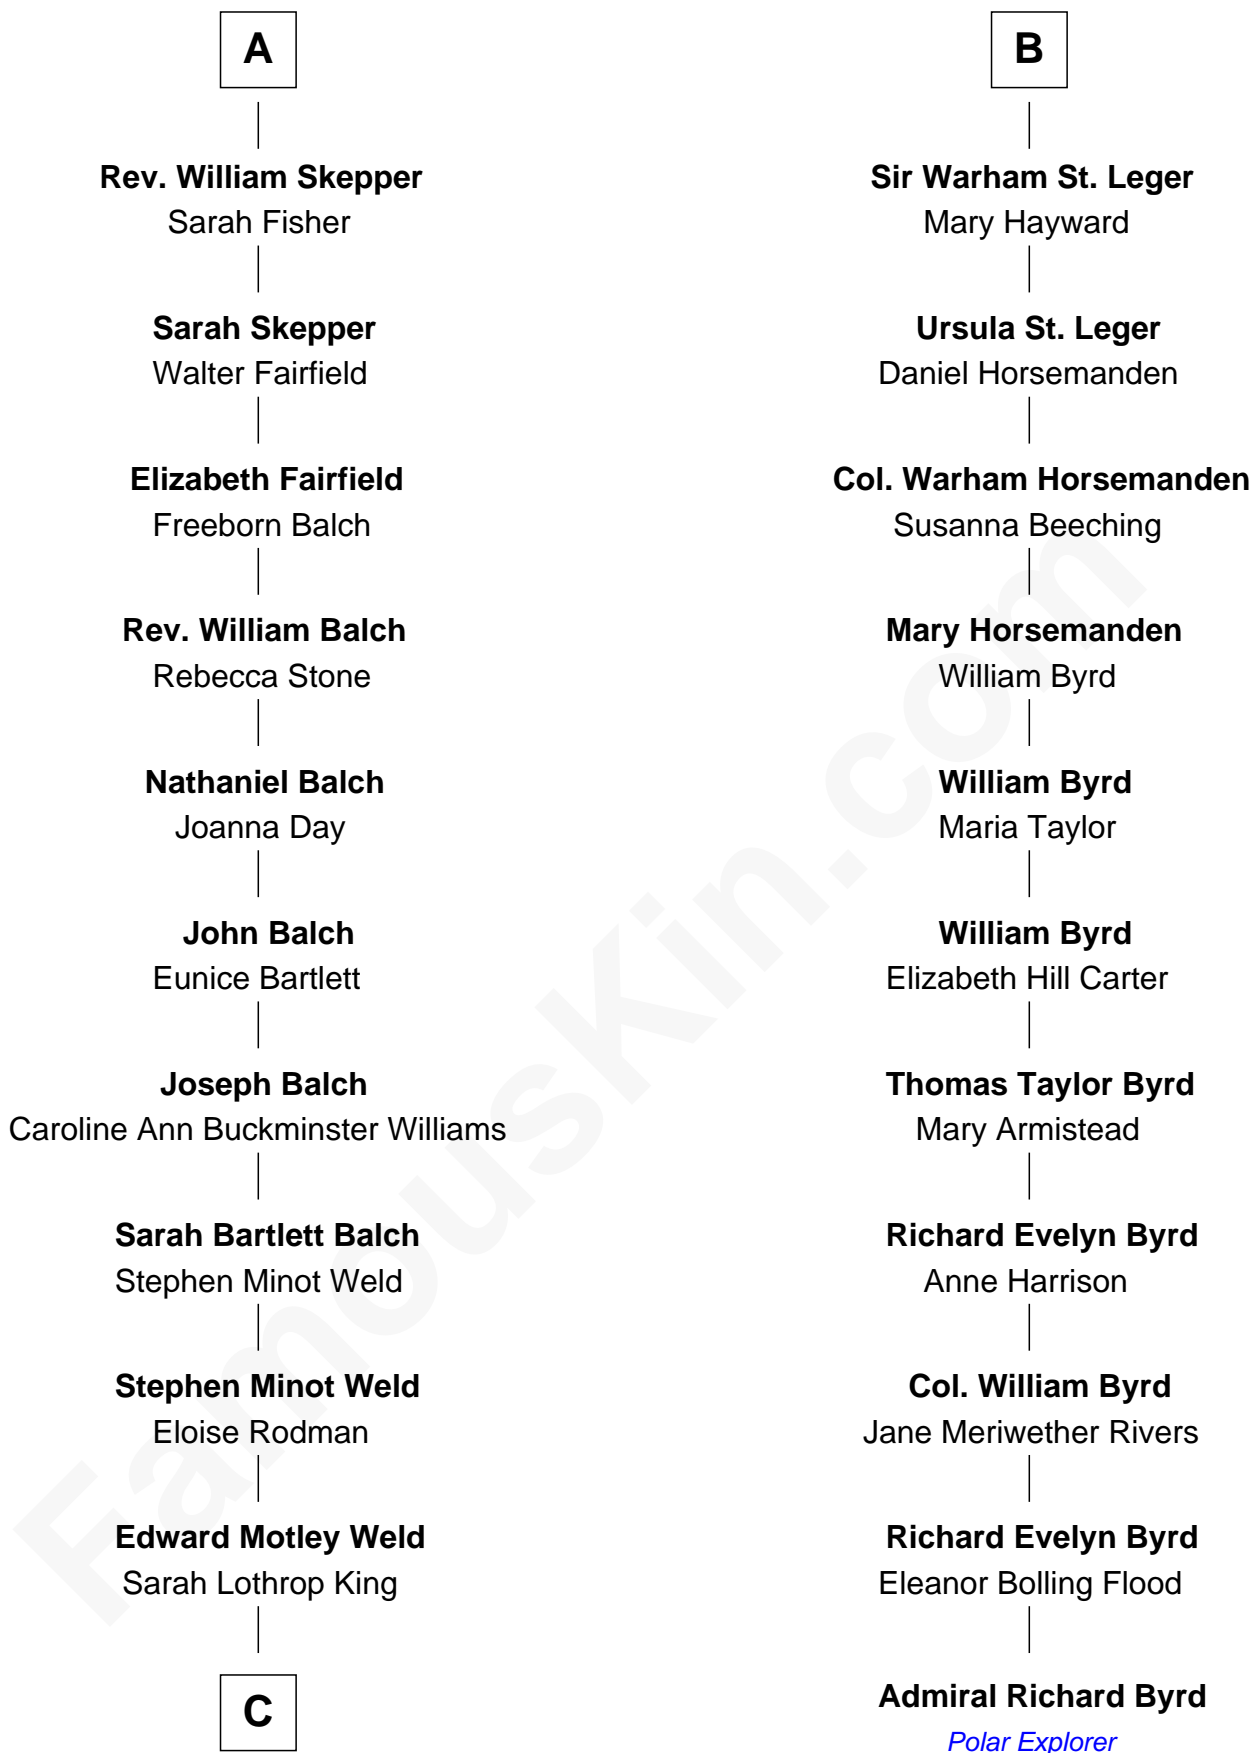 A
Rev. William Skepper
Sarah Fisher
Sarah Skepper
Walter Fairfield
Elizabeth Fairfield
Freeborn Balch
Rev. William Balch
Rebecca Stone
Nathaniel Balch
Joanna Day
John Balch
Eunice Bartlett
Joseph Balch
Caroline Ann Buckminster Williams
Sarah Bartlett Balch
Stephen Minot Weld
Stephen Minot Weld
Eloise Rodman
Edward Motley Weld
Sarah Lothrop King
C
B
Sir Warham St. Leger
Mary Hayward
Ursula St. Leger
Daniel Horsemanden
Col. Warham Horsemanden
Susanna Beeching
Mary Horsemanden
William Byrd
William Byrd
Maria Taylor
William Byrd
Elizabeth Hill Carter
Thomas Taylor Byrd
Mary Armistead
Richard Evelyn Byrd
Anne Harrison
Col. William Byrd
Jane Meriwether Rivers
Richard Evelyn Byrd
Eleanor Bolling Flood
Admiral Richard Byrd
Polar Explorer
FamousKin.com